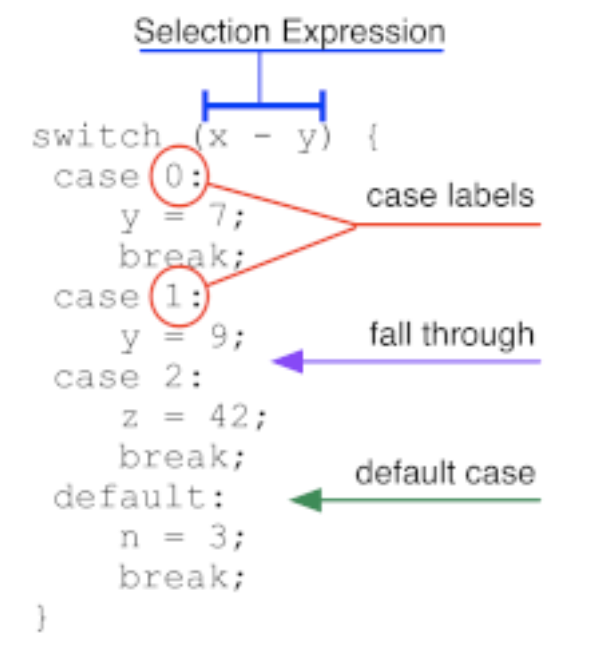 Selection Expression
switch (x - y) {
case 0:
case labels
y = 7;
break;
case 1:
y = 9;
fall through
case 2:
z = 42;
break;
default case
default:
n = 3;
break;
}